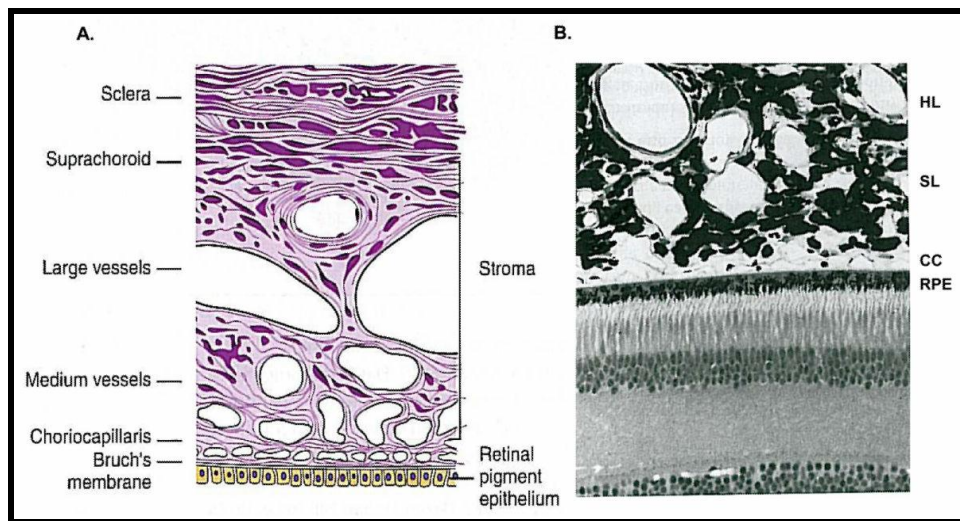 A.
Sclera
Suprachoroid
Large vessels
Medium vessels
Choriocapillaris
Bruch's
membrane
Stroma
Retinal
pigment
epithelium
B.
HL
SL
CC
RPE